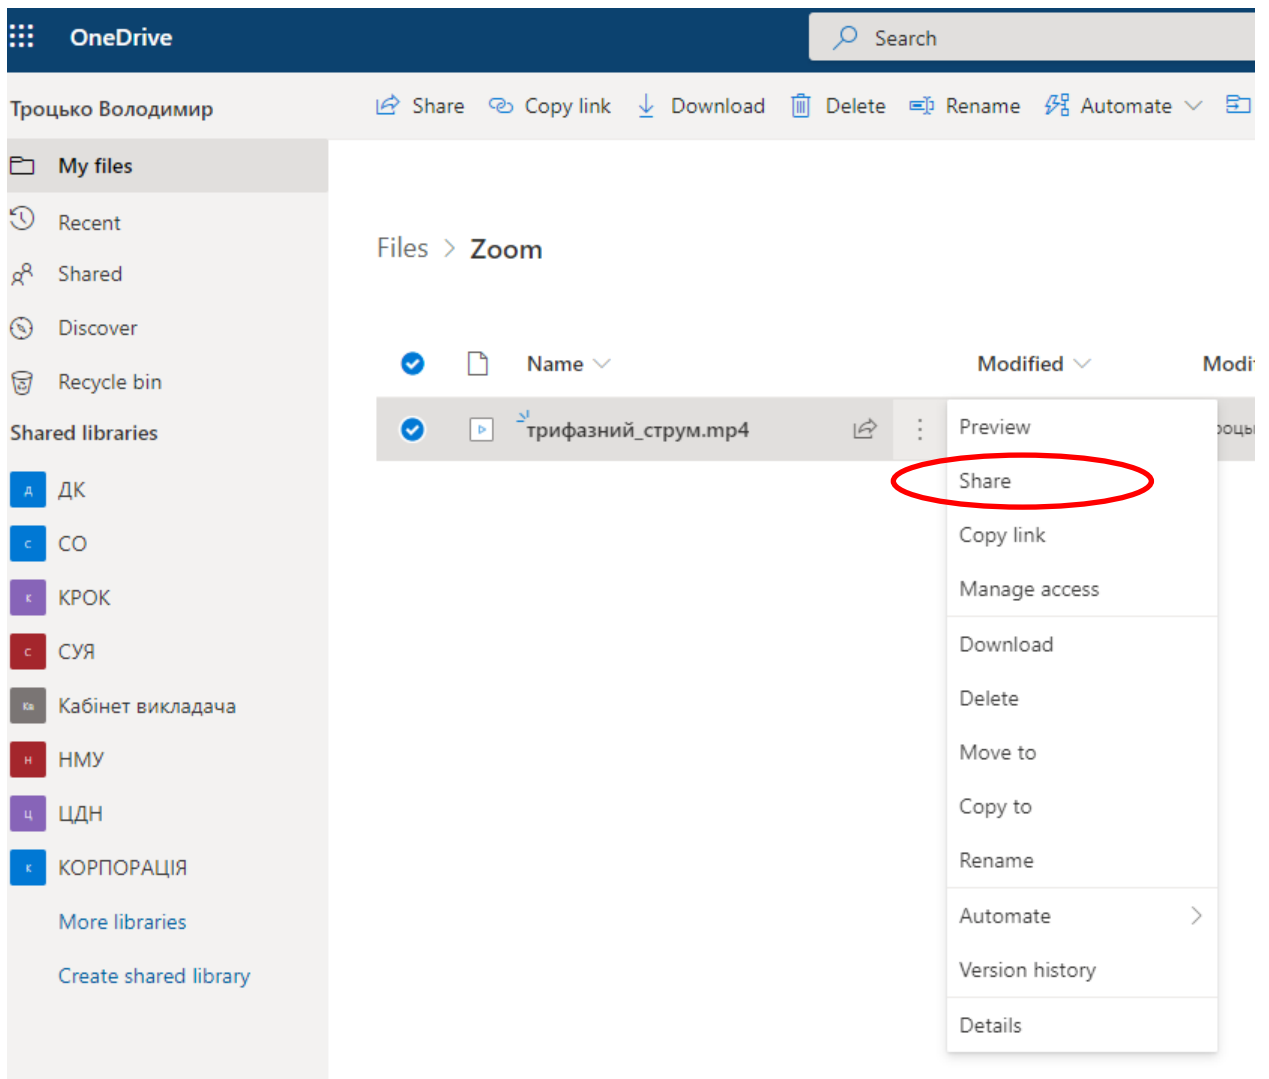 OneDrive
Search
Троцько Володимир
Share
Copy link
Download
Delete
Rename
Automate
My files
Recent
Shared
Discover
Recycle bin
Shared libraries
д ДК
с СО
к КРОК
с СУЯ
Кв Кабінет викладача
н НМУ
ц ЦДН
к КОРПОРАЦІЯ
More libraries
Create shared library
Files > Zoom
Name
Modified
трифазний_струм.mp4
Preview
Share
Copy link
Manage access
Download
Delete
Move to
Copy to
Rename
Automate
Version history
Details